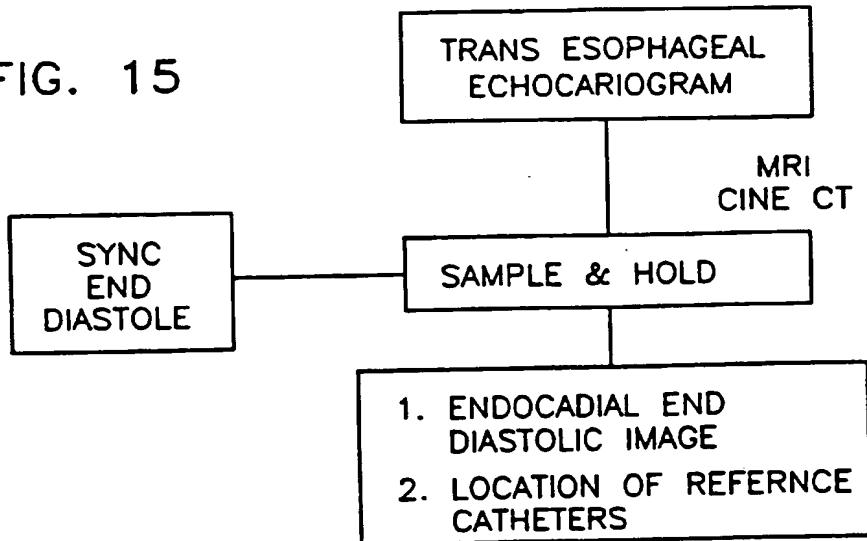 FIG. 15
TRANS ESOPHAGEAL
ECHOCARIOGRAM
MRI
CINE CT
SYNC
END
DIASTOLE
SAMPLE & HOLD
1. ENDOCADIAL END
DIASTOLIC IMAGE
2. LOCATION OF REFERNCE
CATHETERS